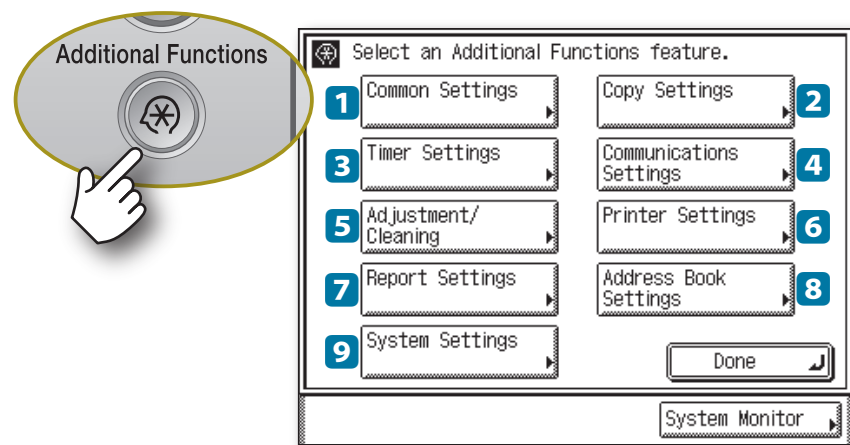 Additional Functions
Select an Additional Functions feature.
1 Common Settings
Copy Settings 2
3 Timer Settings
Communications
Settings 4
5 Adjustment/
Cleaning
Printer Settings 6
7 Report Settings
Address Book
Settings 8
9 System Settings
Done
System Monitor